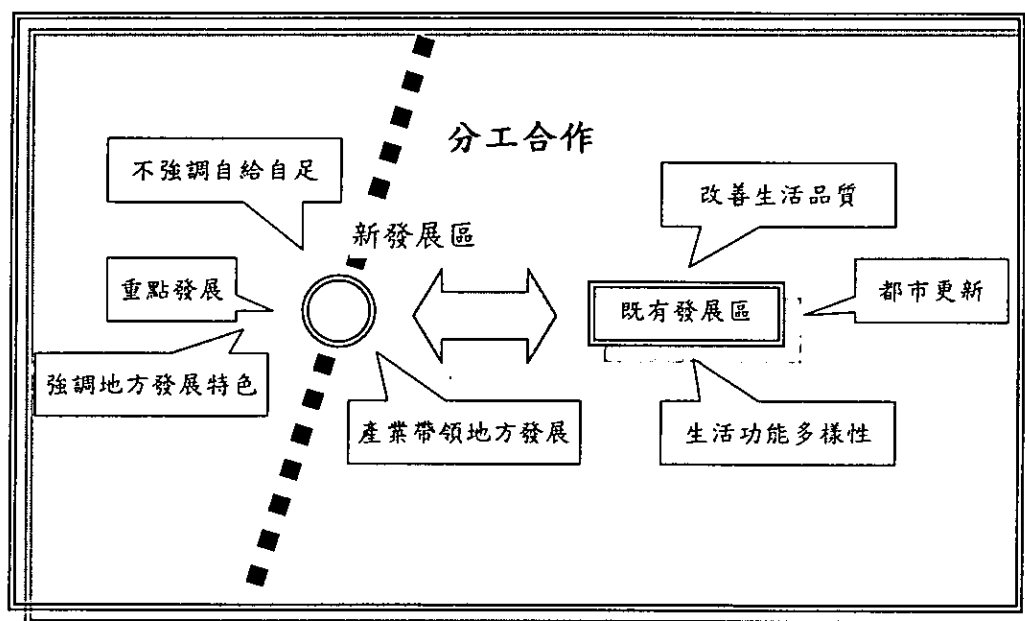 分工合作
不強調自給自足
改善生活品質
新發展區
重點發展
既有發展區
都市更新
強調地方發展特色
產業帶領地方發展
生活功能多樣性